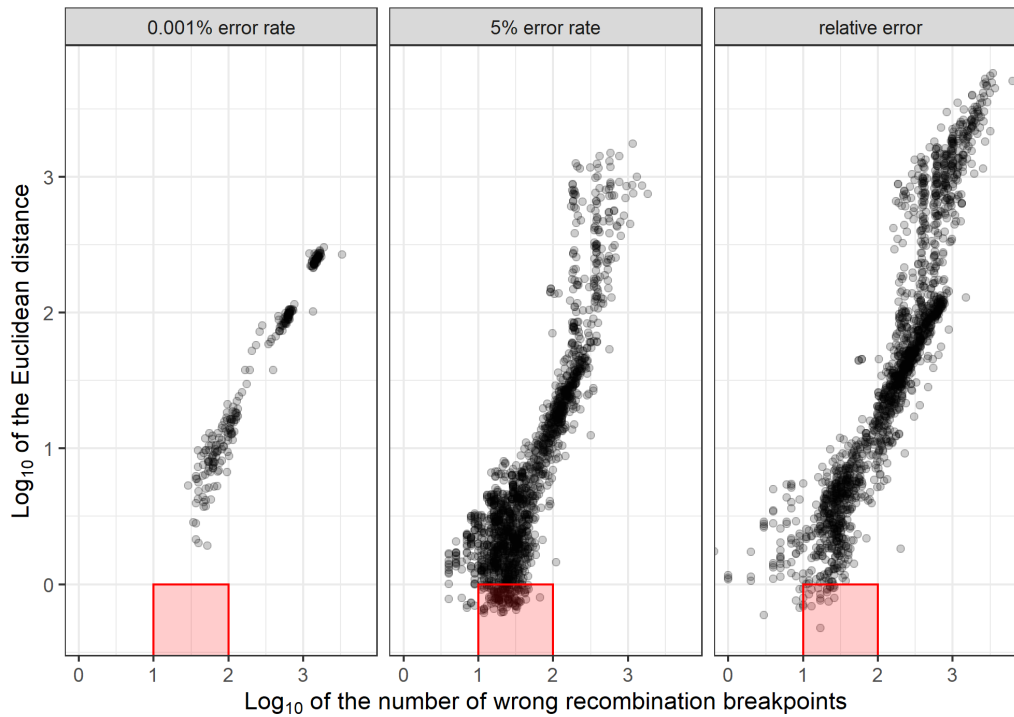 0.001% error rate 5% error rate relative error
Log10 of the Euclidean distance
3
2
1
0
0 1 2 3 0 1 2 3 0 1 2 3
Log10 of the number of wrong recombination breakpoints